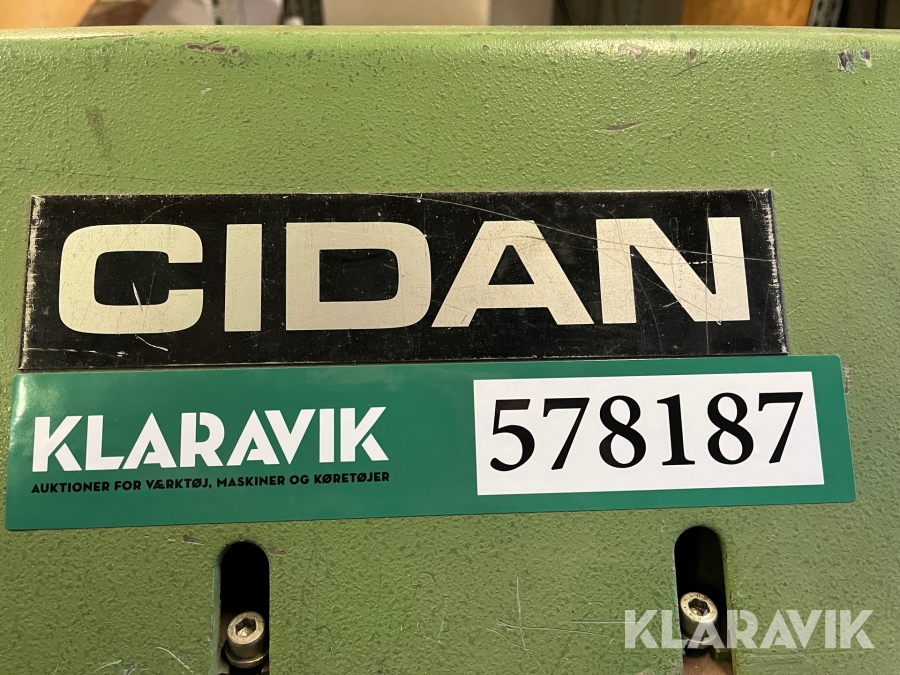 CIDAN
KLARAVIK
AUKTIONER FOR VÆRKTØJ, MASKINER OG KØRETØJER
578187
KLARAVIK